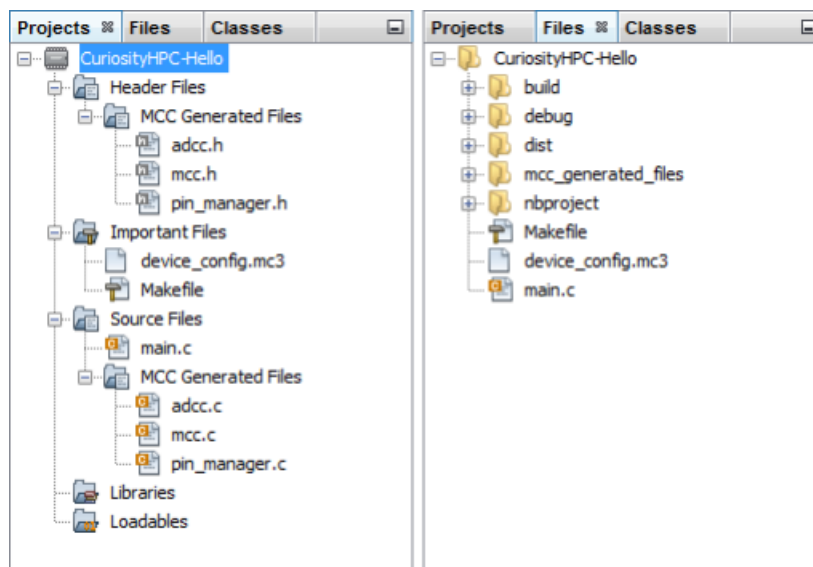 Projects Files Classes
CuriosityHPC-Hello
Header Files
MCC Generated Files
adcc.h
mcc.h
pin_manager.h
Important Files
device_config.mc3
Makefile
Source Files
main.c
MCC Generated Files
adcc.c
mcc.c
pin_manager.c
Libraries
Loadables
Projects Files Classes
CuriosityHPC-Hello
build
debug
dist
mcc_generated_files
nbproject
Makefile
device_config.mc3
main.c